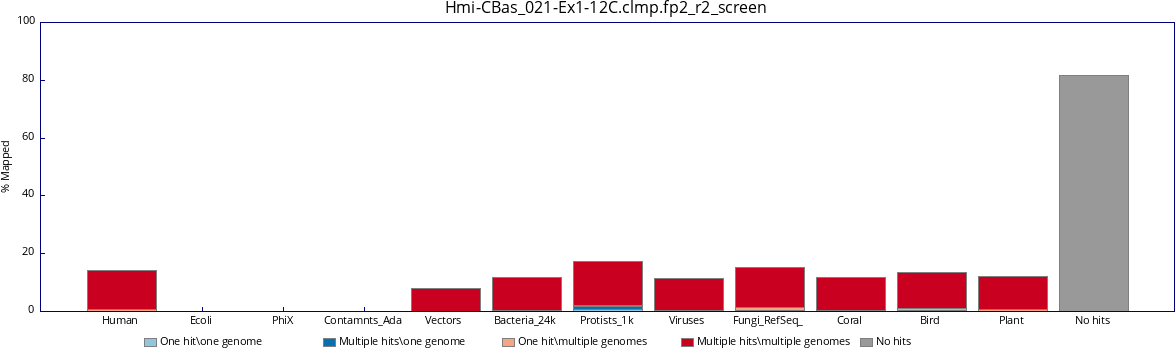 Hmi-CBas_021-Ex1-12C.clmp.fp2_r2_screen
100
80
60
40
20
0
% Mapped
Human Ecoli PhiX Contamnts_Ada Vectors Bacteria_24k Protists_1k Viruses Fungi_RefSeq_ Coral Bird Plant No hits
One hit\one genome Multiple hits\one genome One hit\multiple genomes Multiple hits\multiple genomes No hits